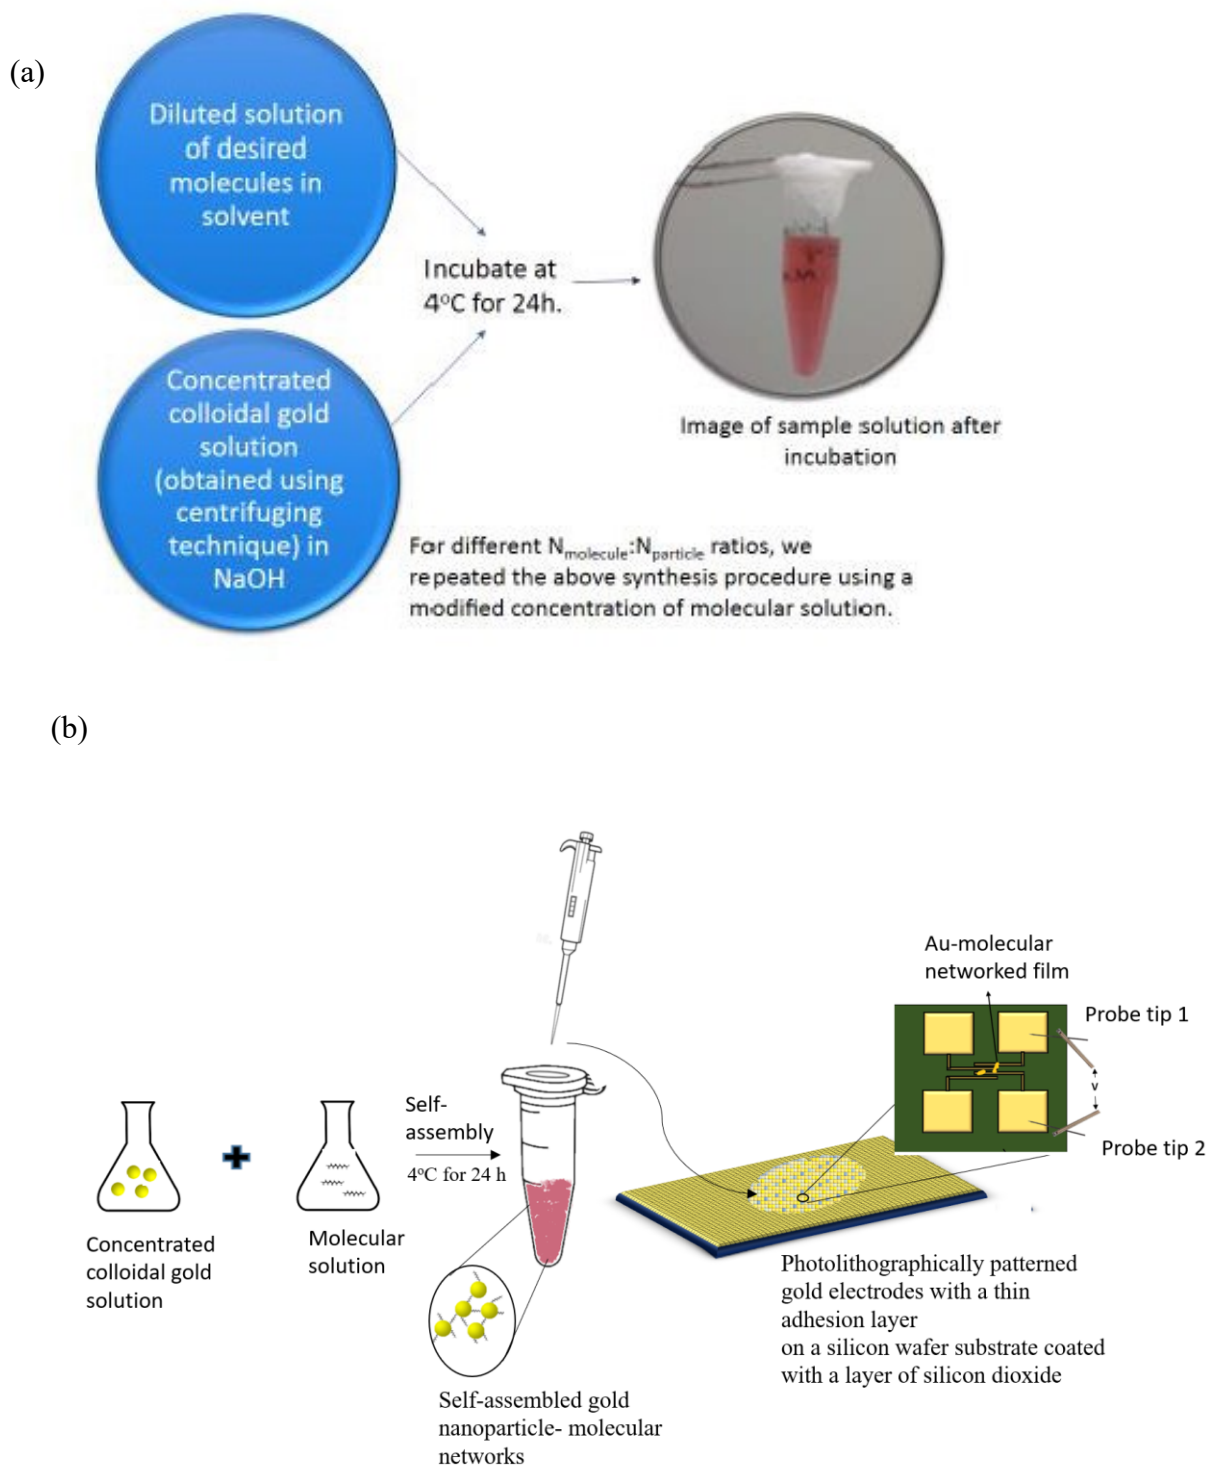 (a)
Diluted solution
of desired
molecules in
solvent
Incubate at
4°C for 24h.
Concentrated
colloidal gold
solution
(obtained using
centrifuging
technique) in
NaOH
Image of sample solution after
incubation
For different Nmolecule:Nparticle ratios, we
repeated the above synthesis procedure using a
modified concentration of molecular solution.
(b)
Au-molecular
networked film
Probe tip 1
V
Probe tip 2
Self-
assembly
4°C for 24 h
Concentrated
colloidal gold
solution
Molecular
solution
Photolithographically patterned
gold electrodes with a thin
adhesion layer
on a silicon wafer substrate coated
with a layer of silicon dioxide
Self-assembled gold
nanoparticle- molecular
networks